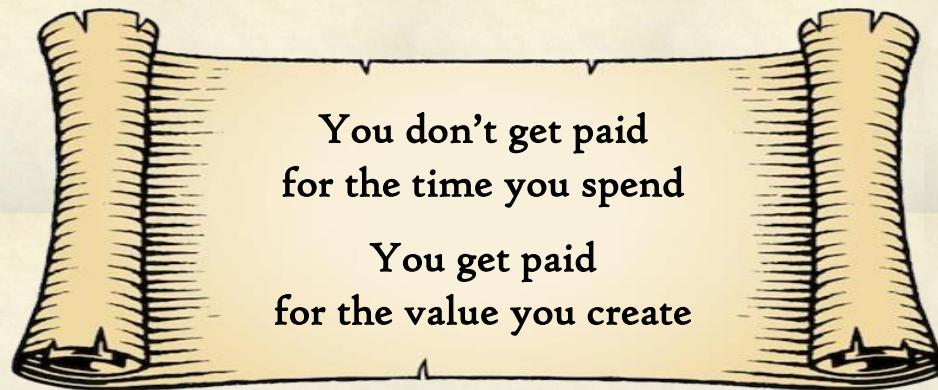 You don’t get paid
for the time you spend
You get paid
for the value you create